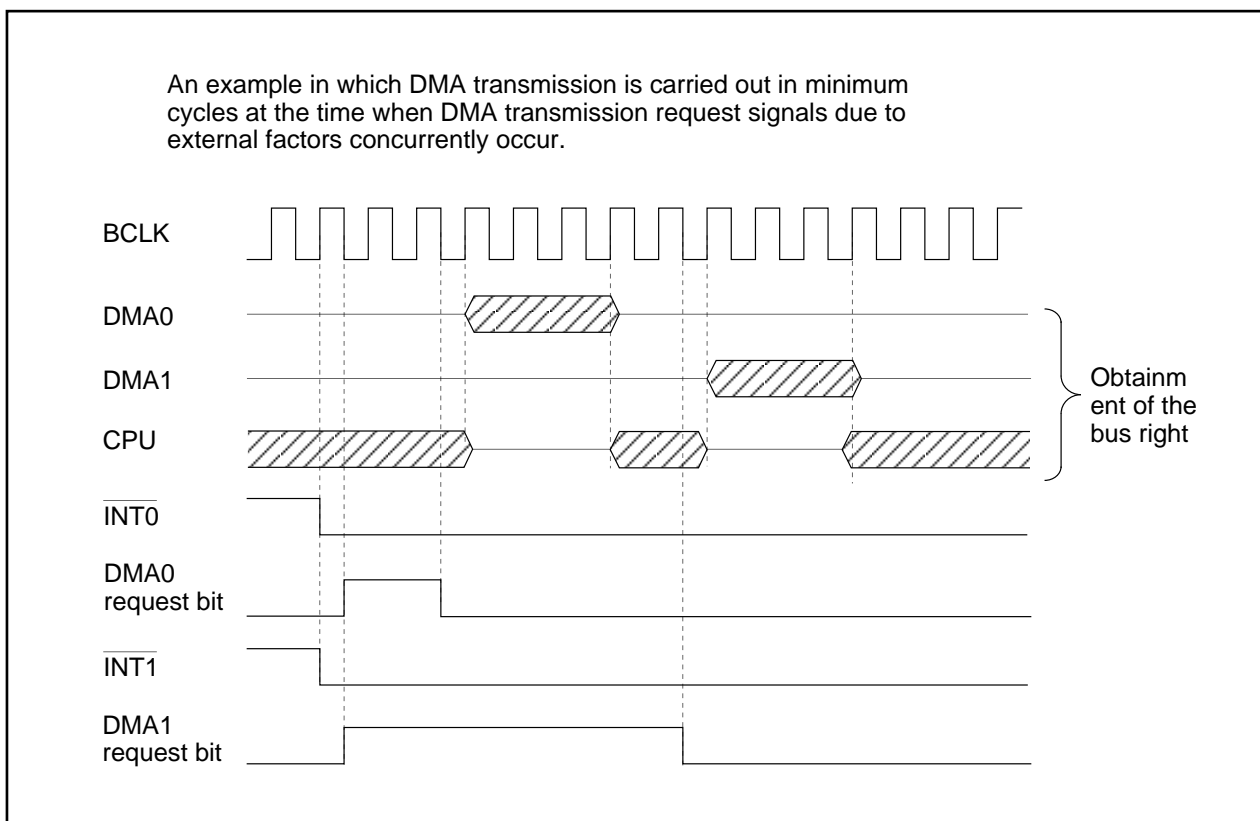 An example in which DMA transmission is carried out in minimum
cycles at the time when DMA transmission request signals due to
external factors concurrently occur.
BCLK
DMA0
DMA1
CPU
Obtainm
ent of the
bus right
INT0
DMA0
request bit
INT1
DMA1
request bit